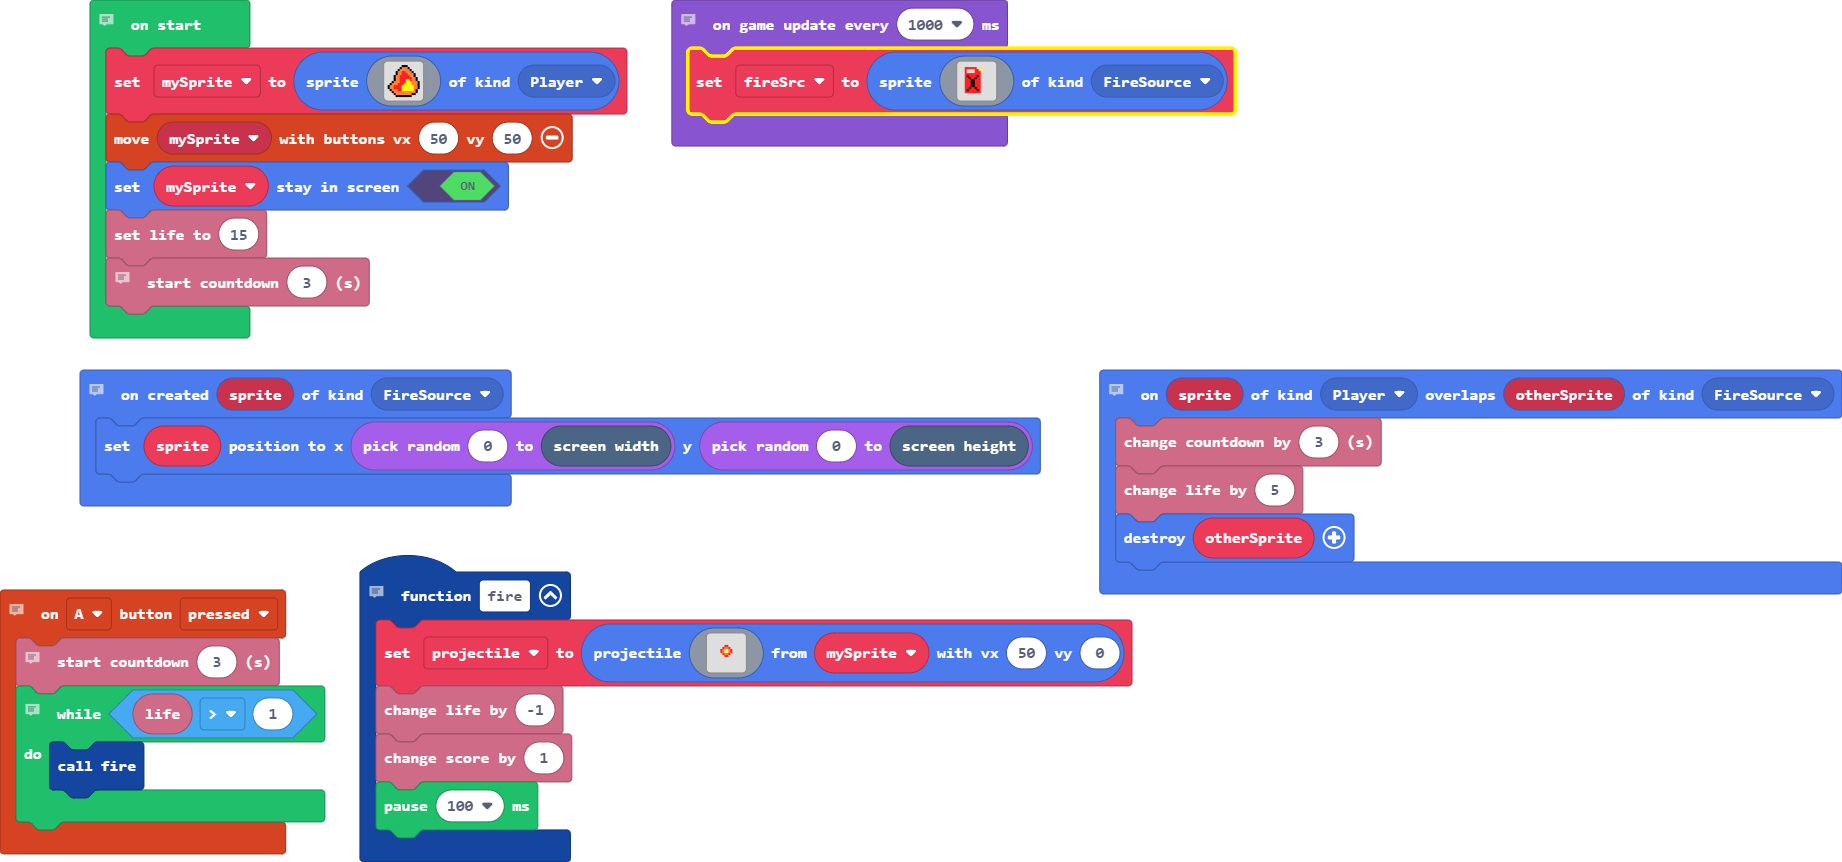 on start
set mySprite to sprite of kind Player
move mySprite with buttons vx 50 vy 50
set mySprite stay in screen ON
set life to 15
start countdown 3 (s)
on game update every 1000 ms
set fireSrc to sprite of kind FireSource
on created sprite of kind FireSource
set sprite position to x pick random 0 to screen width y pick random 0 to screen height
on sprite of kind Player overlaps otherSprite of kind FireSource
change countdown by 3 (s)
change life by 5
destroy otherSprite
on A button pressed
start countdown 3 (s)
while life > 1
do
call fire
function fire
set projectile to projectile from mySprite with vx 50 vy 0
change life by -1
change score by 1
pause 100 ms